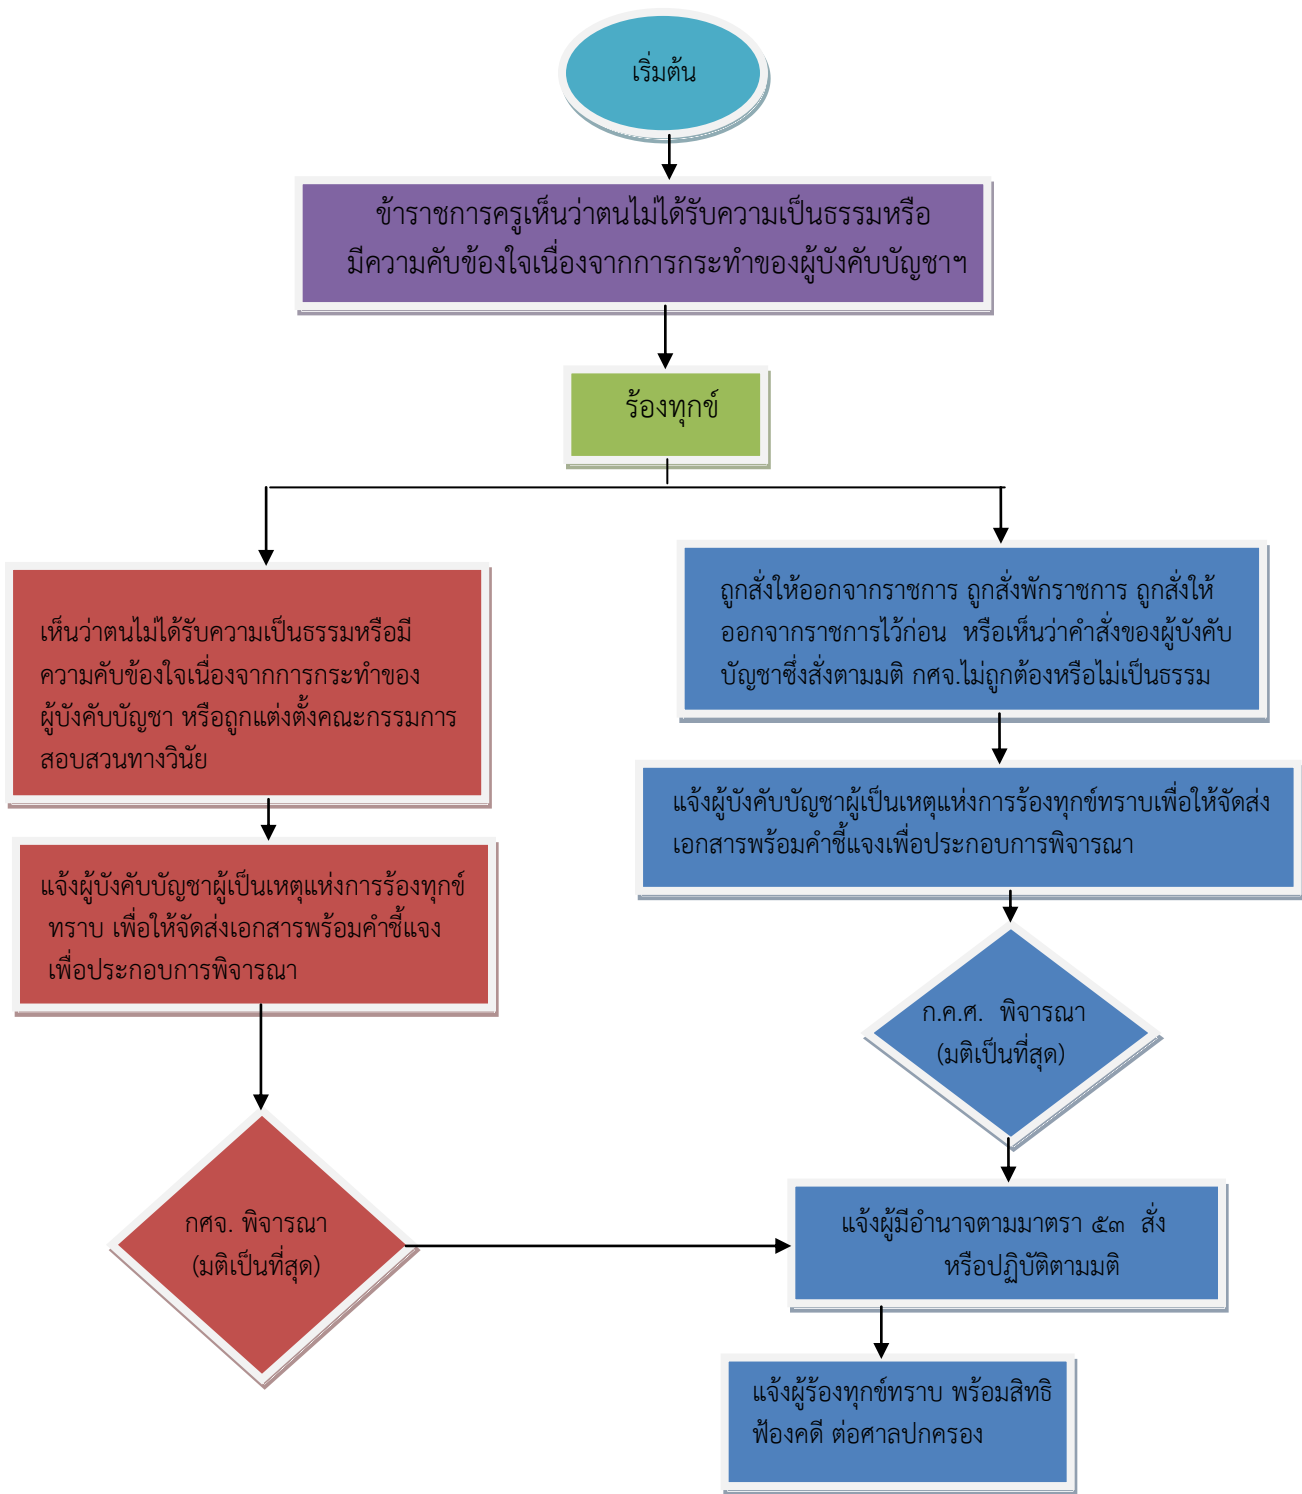 เริ่มต้น
ข้าราชการครูเห็นว่าตนไม่ได้รับความเป็นธรรมหรือ
มีความคับข้องใจเนื่องจากการกระทำของผู้บังคับบัญชาฯ
ร้องทุกข์
เห็นว่าตนไม่ได้รับความเป็นธรรมหรือมี
ความคับข้องใจเนื่องจากการกระทำของ
ผู้บังคับบัญชา หรือถูกแต่งตั้งคณะกรรมการ
สอบสวนทางวินัย
แจ้งผู้บังคับบัญชาผู้เป็นเหตุแห่งการร้องทุกข์
ทราบ เพื่อให้จัดส่งเอกสารพร้อมคำชี้แจง
เพื่อประกอบการพิจารณา
กศจ. พิจารณา
(มติเป็นที่สุด)
ถูกสั่งให้ออกจากราชการ ถูกสั่งพักราชการ ถูกสั่งให้
ออกจากราชการไว้ก่อน หรือเห็นว่าคำสั่งของผู้บังคับ
บัญชาซึ่งสั่งตามมติ กศจ.ไม่ถูกต้องหรือไม่เป็นธรรม
แจ้งผู้บังคับบัญชาผู้เป็นเหตุแห่งการร้องทุกข์ทราบเพื่อให้จัดส่ง
เอกสารพร้อมคำชี้แจงเพื่อประกอบการพิจารณา
ก.ค.ศ. พิจารณา
(มติเป็นที่สุด)
แจ้งผู้มีอำนาจตามมาตรา ๕๓ สั่ง
หรือปฏิบัติตามมติ
แจ้งผู้ร้องทุกข์ทราบ พร้อมสิทธิ
ฟ้องคดี ต่อศาลปกครอง